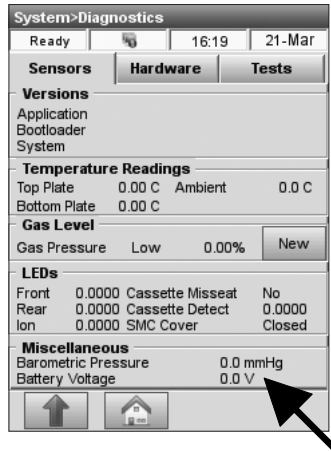 System>Diagnostics
Ready 16:19 21-Mar
Sensors Hardware Tests
Versions
Application
Bootloader
System
Temperature Readings
Top Plate 0.00 C Ambient 0.0 C
Bottom Plate 0.00 C
Gas Level
Gas Pressure Low 0.00% New
LEDs
Front 0.0000 Cassette Misseat No
Rear 0.0000 Cassette Detect 0.0000
Ion 0.0000 SMC Cover Closed
Miscellaneous
Barometric Pressure 0.0 mmHg
Battery Voltage 0.0 V